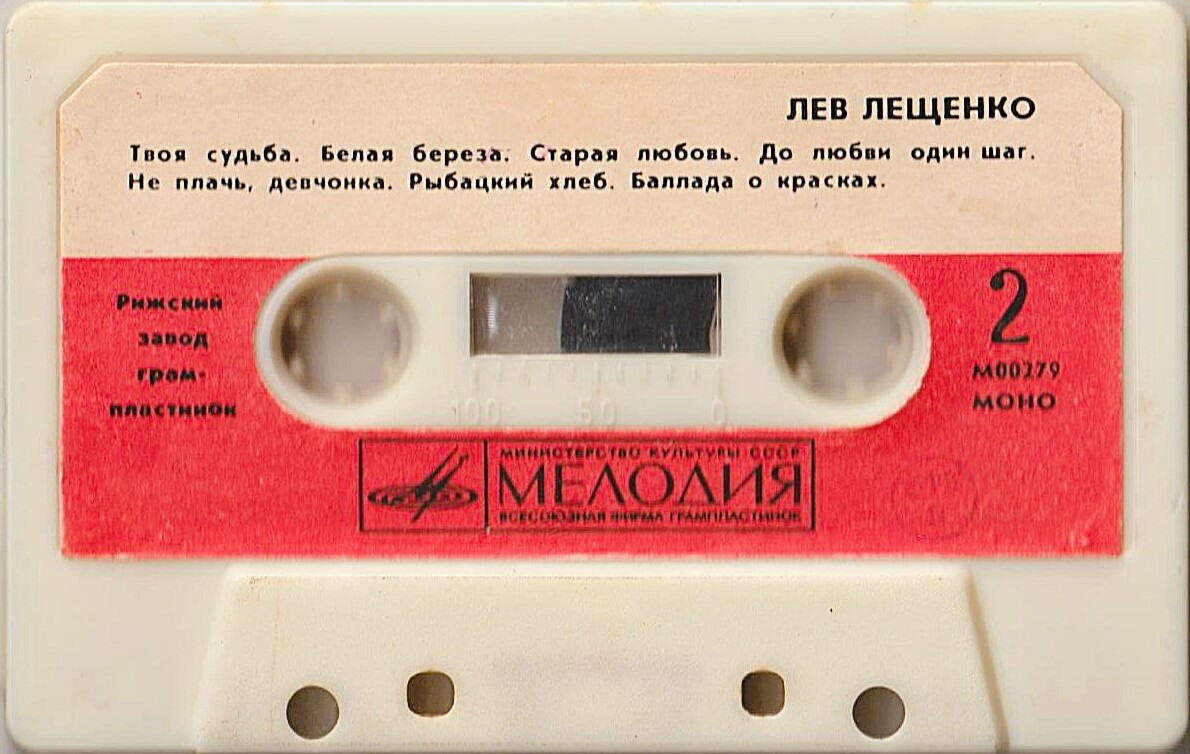 ЛЕВ ЛЕЩЕНКО
Твоя судьба. Белая береза. Старая любовь. До любви один шаг.
Не плачь, девчонка. Рыбацкий хлеб. Баллада о красках.
Рижский
завод
грам-
пластинок
2
М00279
МОНО
100 50 0
МИНИСТЕРСТВО КУЛЬТУРЫ СССР
МЕЛОДИЯ
ВСЕСОЮЗНАЯ ФИРМА ГРАМПЛАСТИНОК